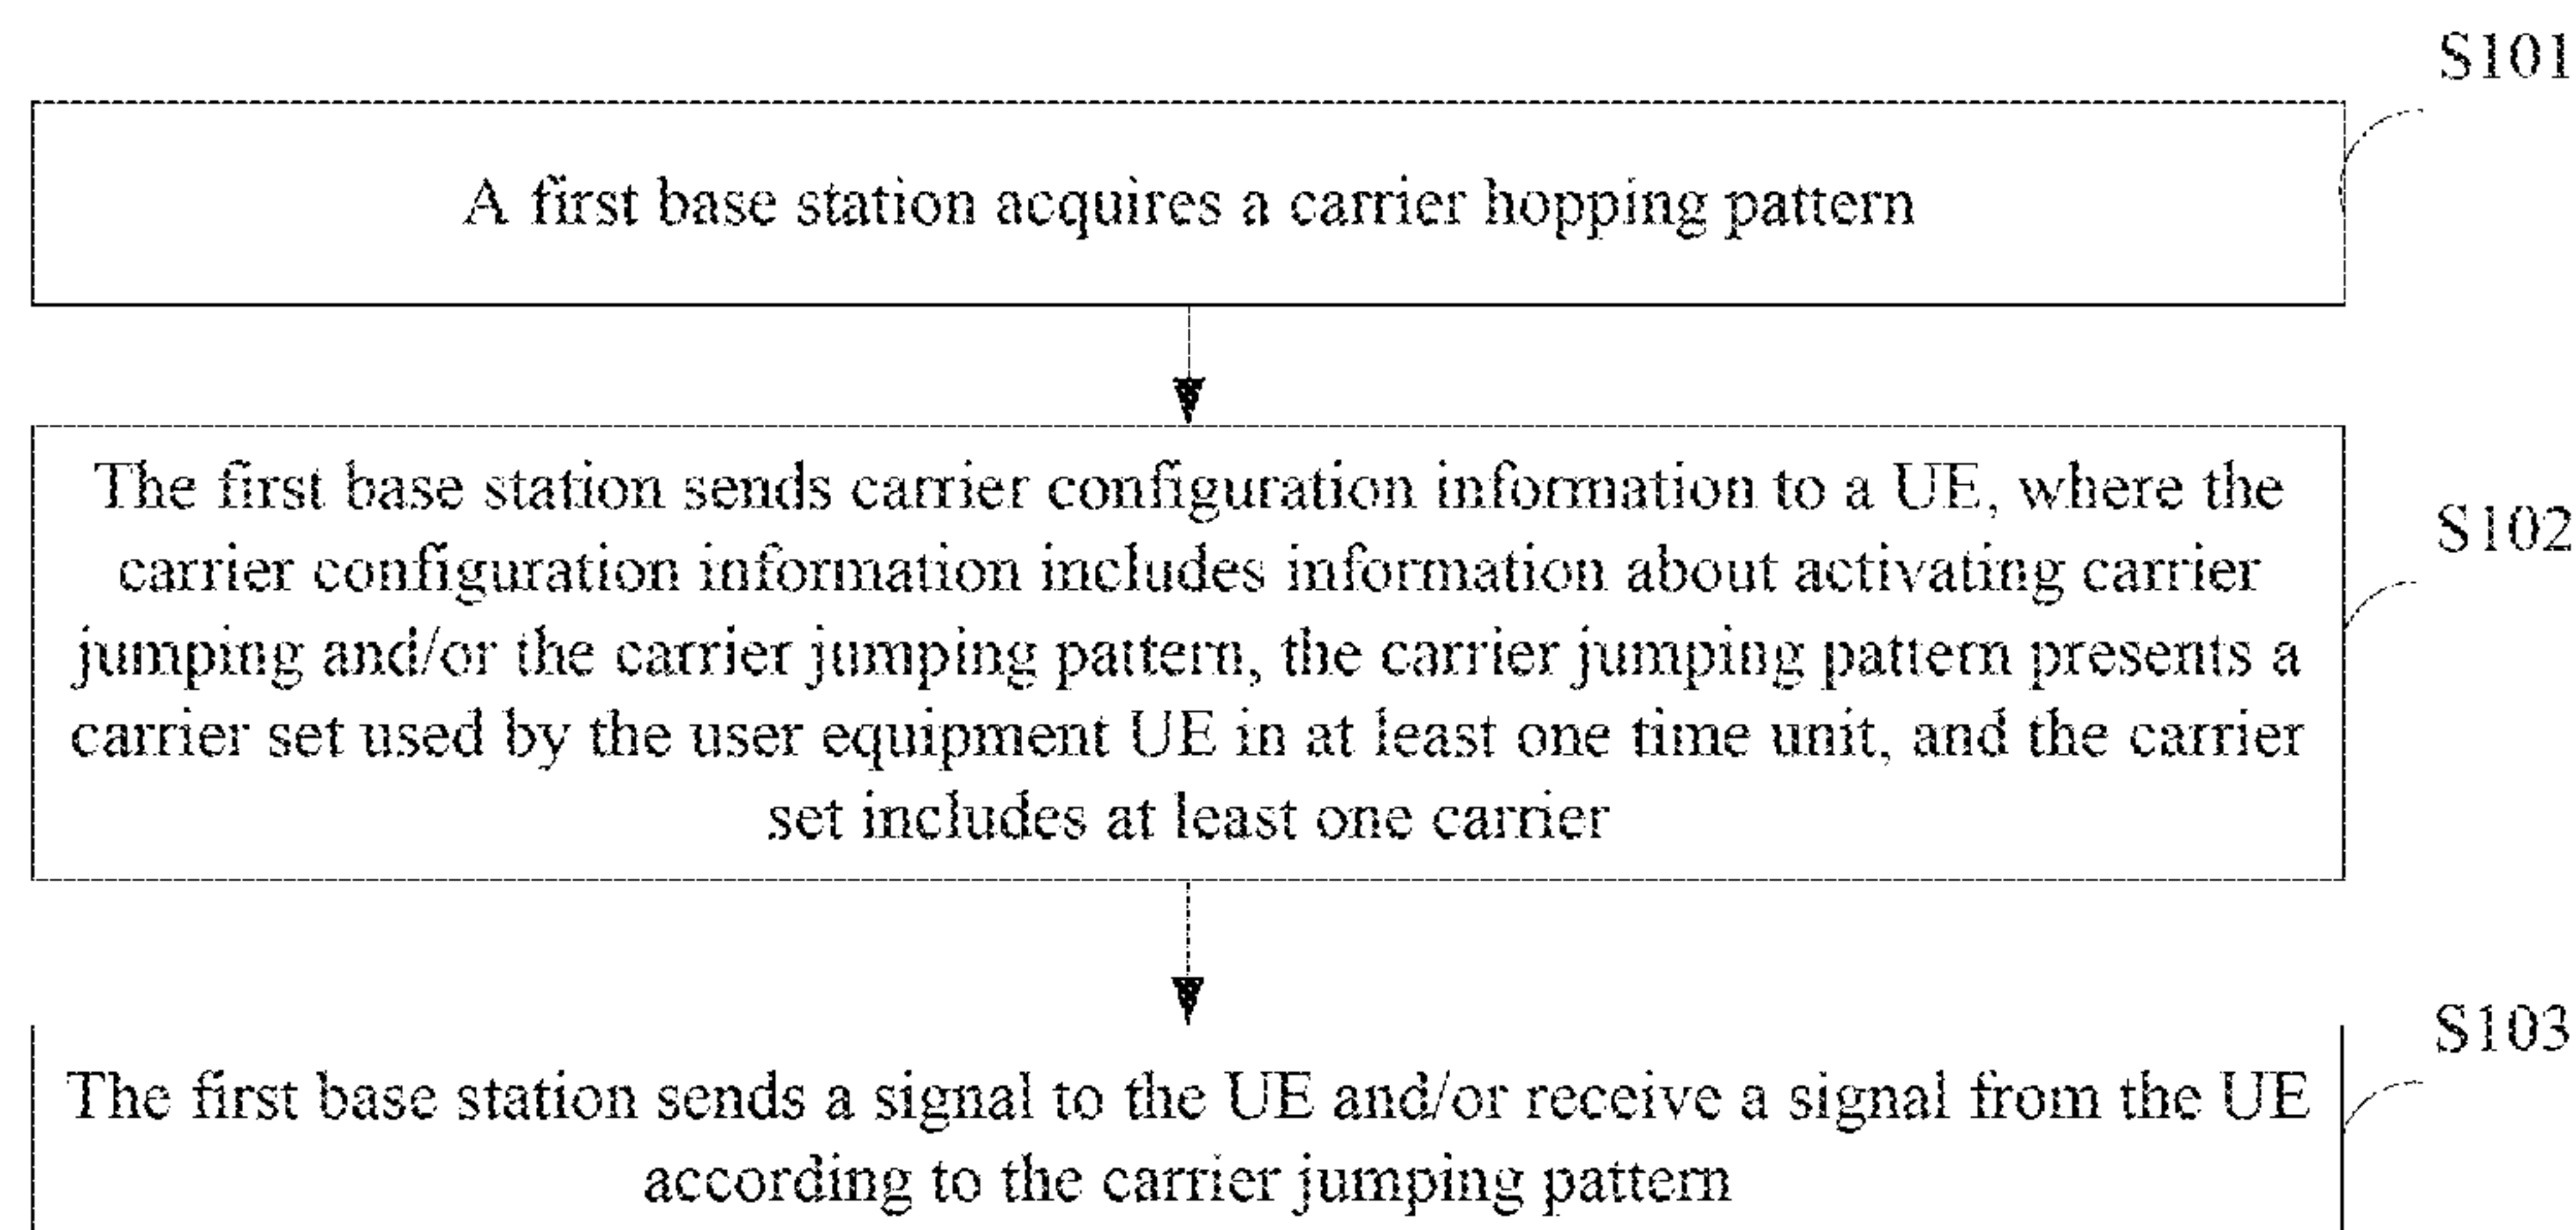 S101
A first base station acquires a carrier hopping pattern
The first base station sends carrier configuration information to a UE, where the
carrier configuration information includes information about activating carrier
jumping and/or the carrier jumping pattern, the carrier jumping pattern presents a
carrier set used by the user equipment UE in at least one time unit, and the carrier
set includes at least one carrier
S102
The first base station sends a signal to the UE and/or receive a signal from the UE
according to the carrier jumping pattern
S103